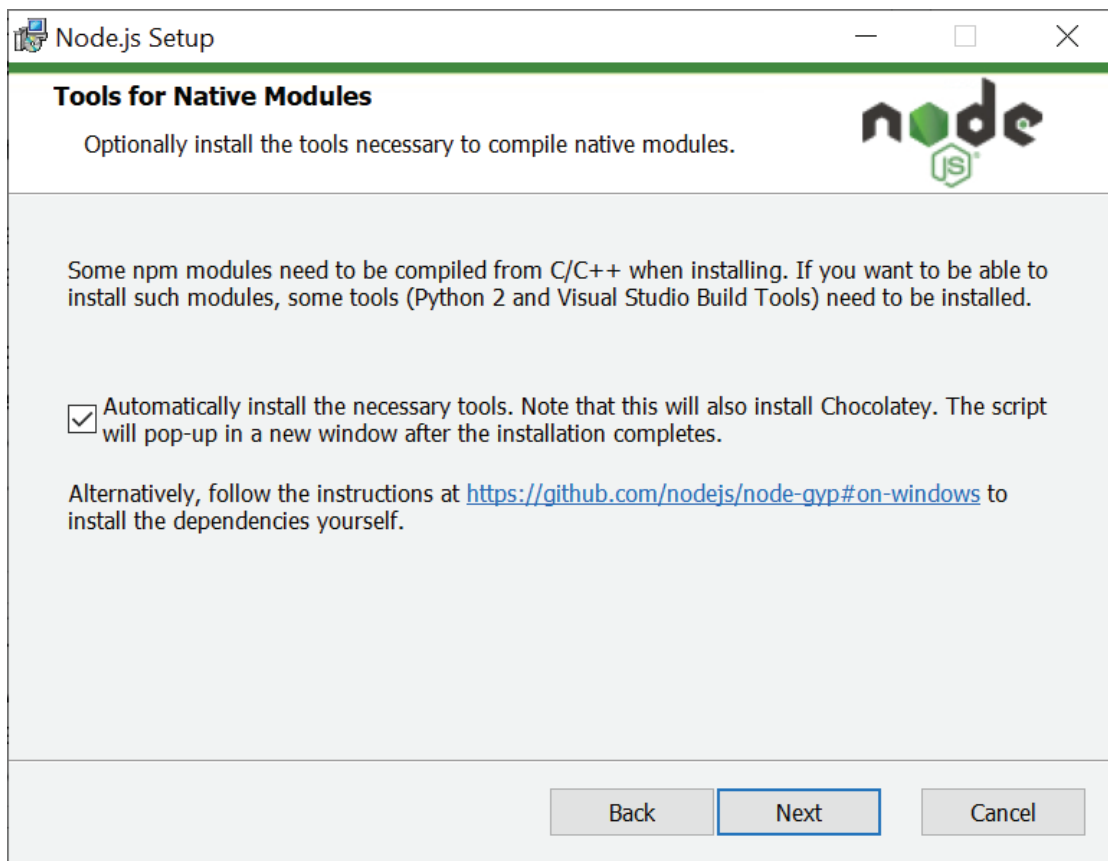 Node.js Setup
Tools for Native Modules
Optionally install the tools necessary to compile native modules.
node
JS
Some npm modules need to be compiled from C/C++ when installing. If you want to be able to
install such modules, some tools (Python 2 and Visual Studio Build Tools) need to be installed.
Automatically install the necessary tools. Note that this will also install Chocolatey. The script
will pop-up in a new window after the installation completes.
Alternatively, follow the instructions at https://github.com/nodejs/node-gyp#on-windows to
install the dependencies yourself.
Back Next Cancel